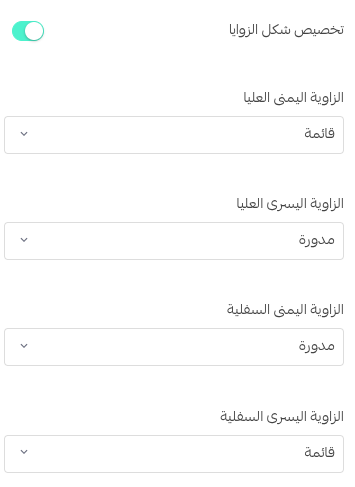 تخصيص شكل الزوايا
الزاوية اليمنى العليا
قائمة
الزاوية اليسرى العليا
مدورة
الزاوية اليمنى السفلية
مدورة
الزاوية اليسرى السفلية
قائمة